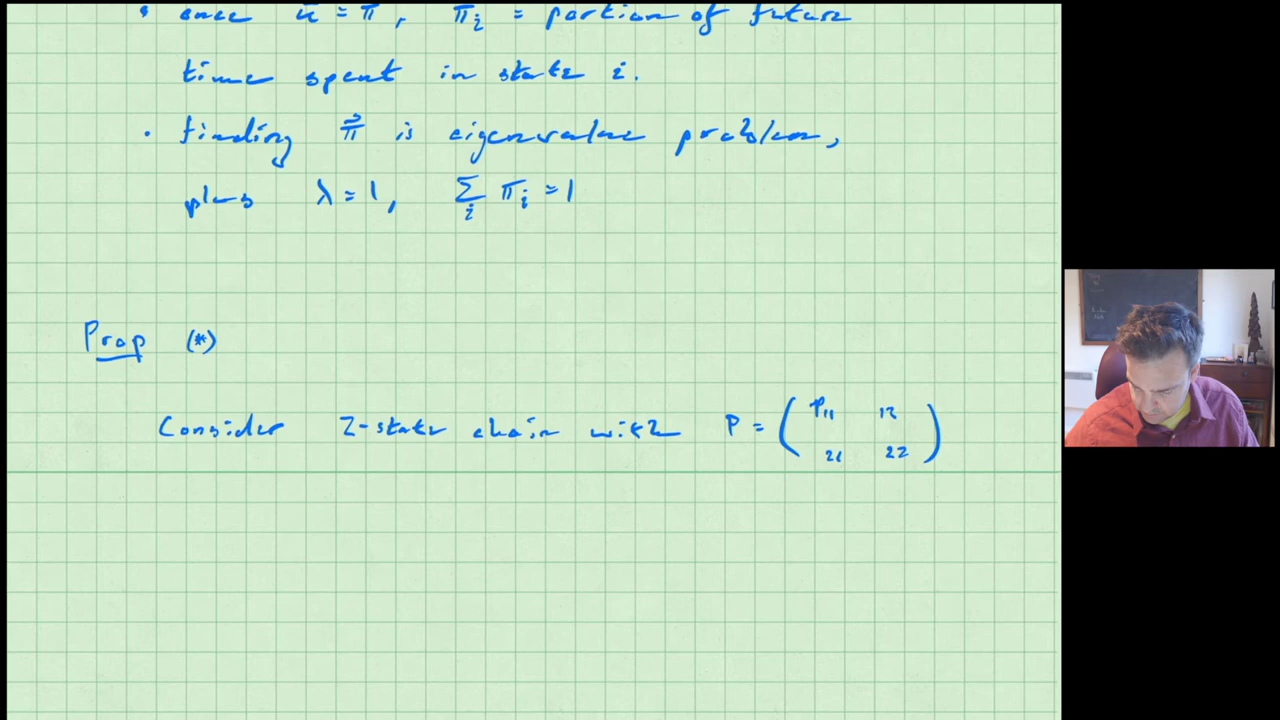 • once ū = π, πᵢ = portion of future
time spent in state i.
• finding π⃗ is eigenvalue problem,
plus λ = 1, Σᵢ πᵢ = 1
Prop (*)
Consider 2-state chain with P = ( P₁₁ 12
21 22 )